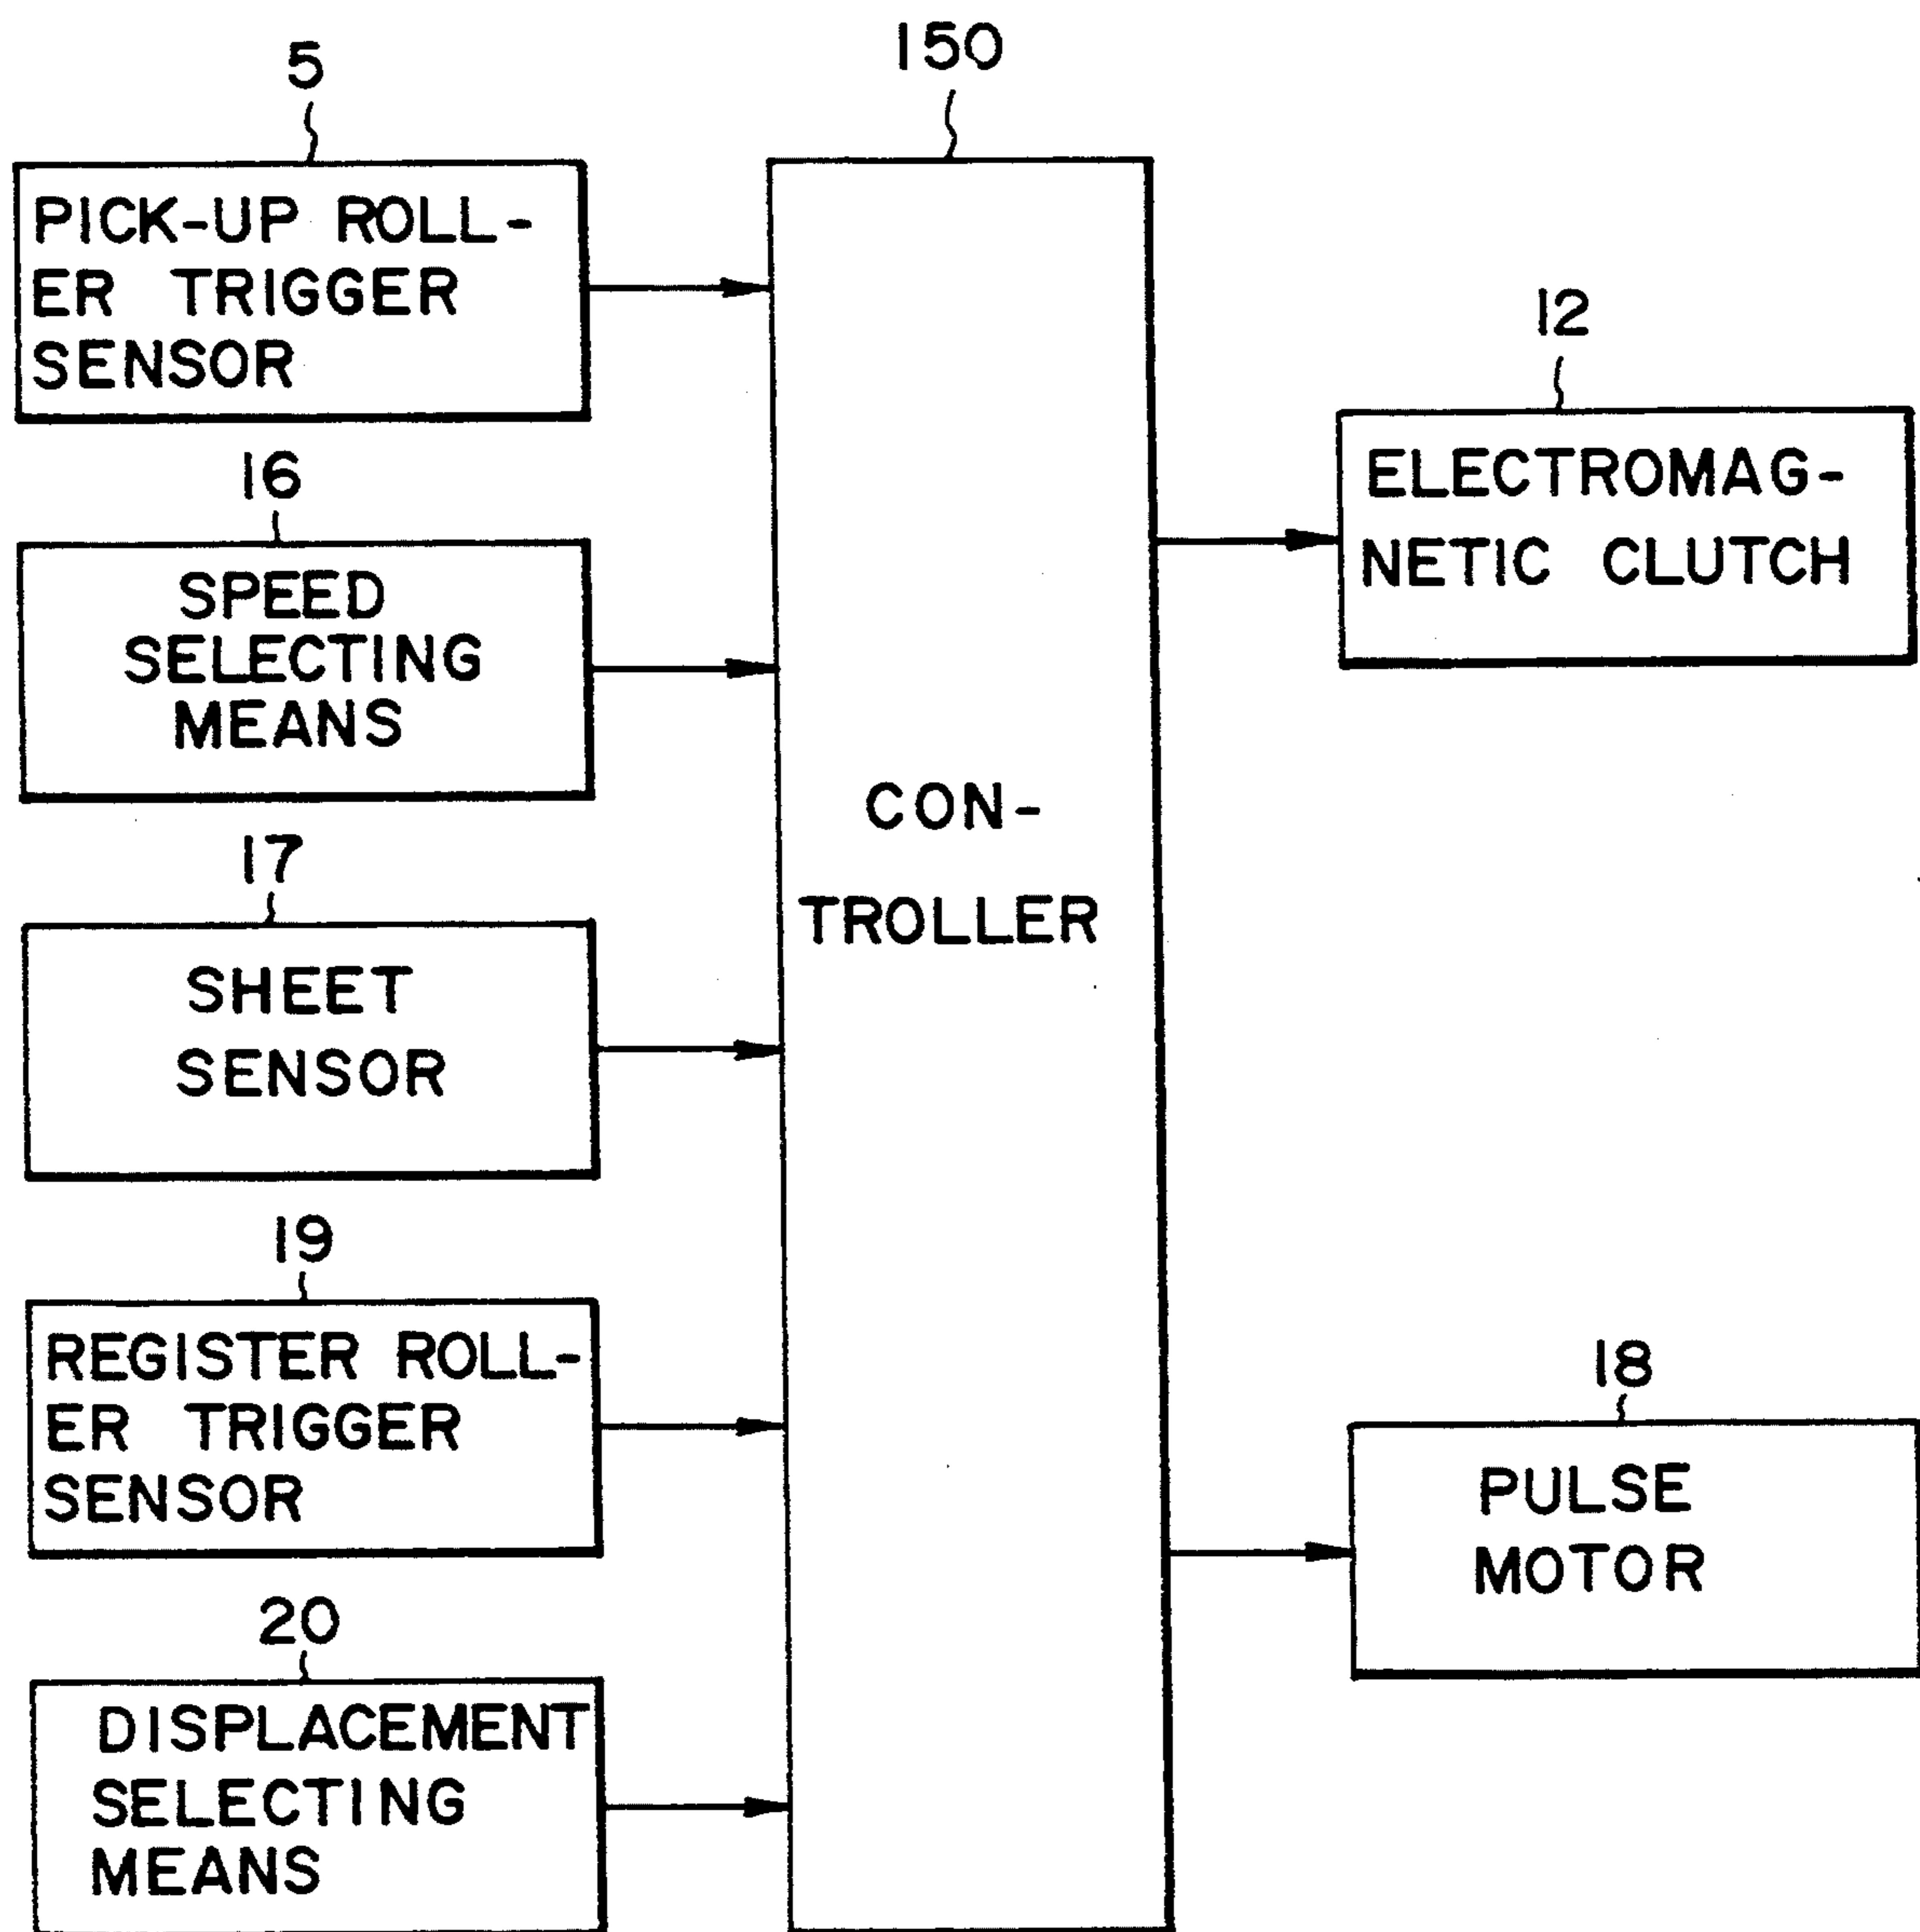 5
PICK-UP ROLL-
ER TRIGGER
SENSOR
16
SPEED
SELECTING
MEANS
17
SHEET
SENSOR
19
REGISTER ROLL-
ER TRIGGER
SENSOR
20
DISPLACEMENT
SELECTING
MEANS
150
CON-
TROLLER
12
ELECTROMAG-
NETIC CLUTCH
18
PULSE
MOTOR